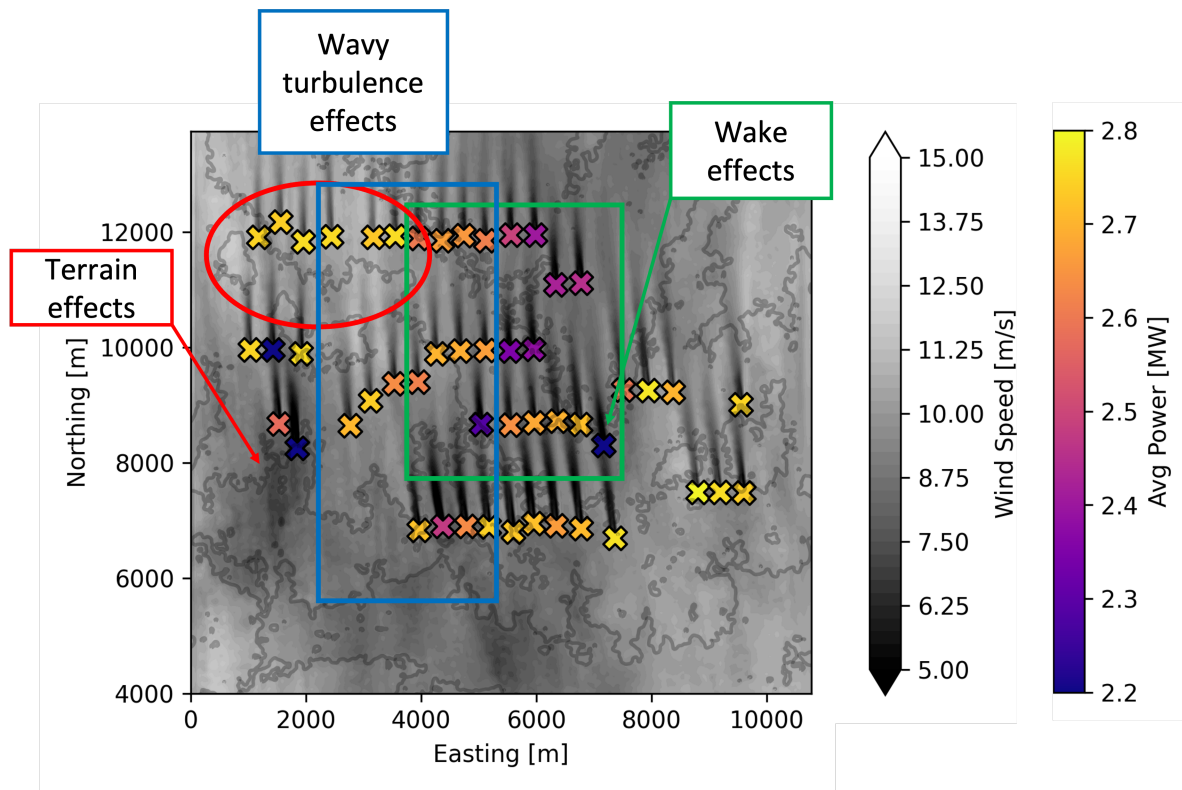 Wavy
turbulence
effects
Wake
effects
Terrain
effects
12000
10000
8000
6000
4000
Northing [m]
0
2000
4000
6000
8000
10000
Easting [m]
15.00
13.75
12.50
11.25
10.00
8.75
7.50
6.25
5.00
Wind Speed [m/s]
2.8
2.7
2.6
2.5
2.4
2.3
2.2
Avg Power [MW]